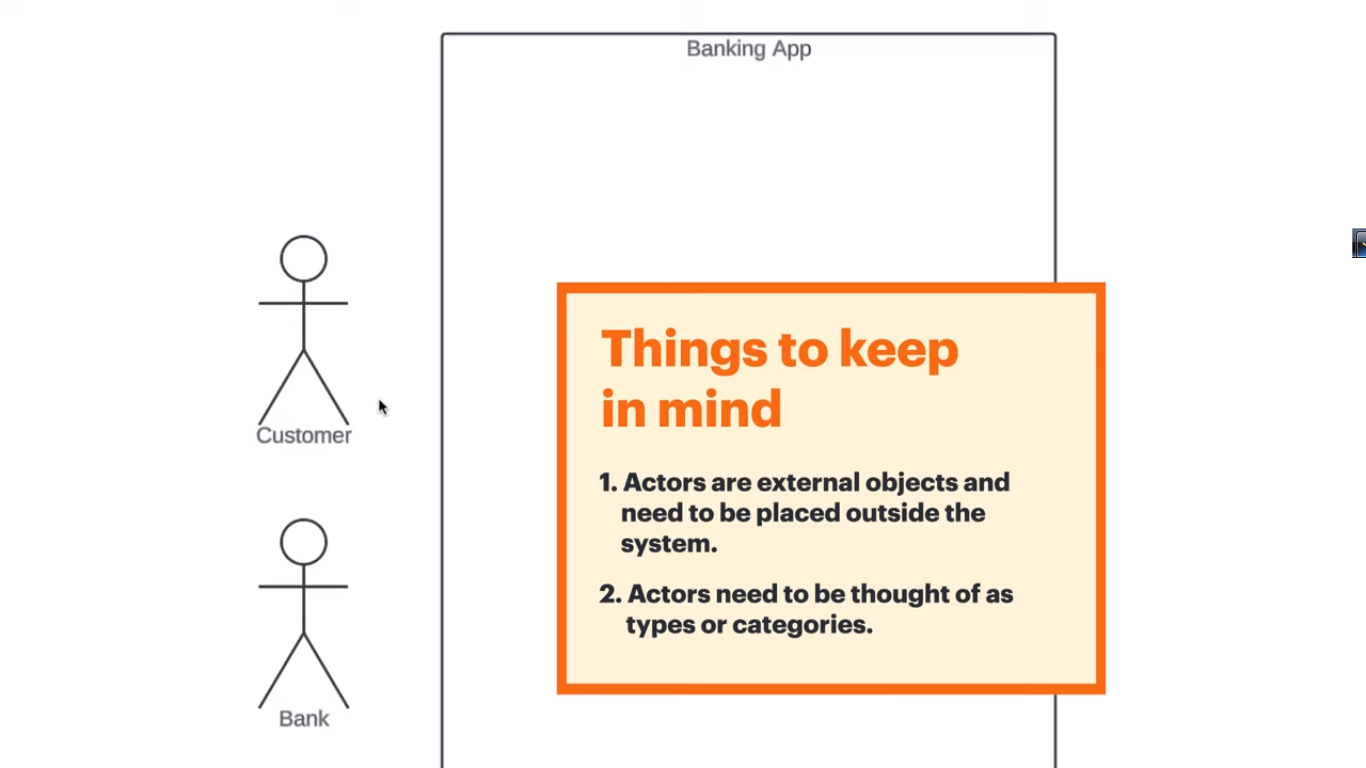 Banking App
Customer
Bank
Things to keep
in mind
1. Actors are external objects and
need to be placed outside the
system.
2. Actors need to be thought of as
types or categories.